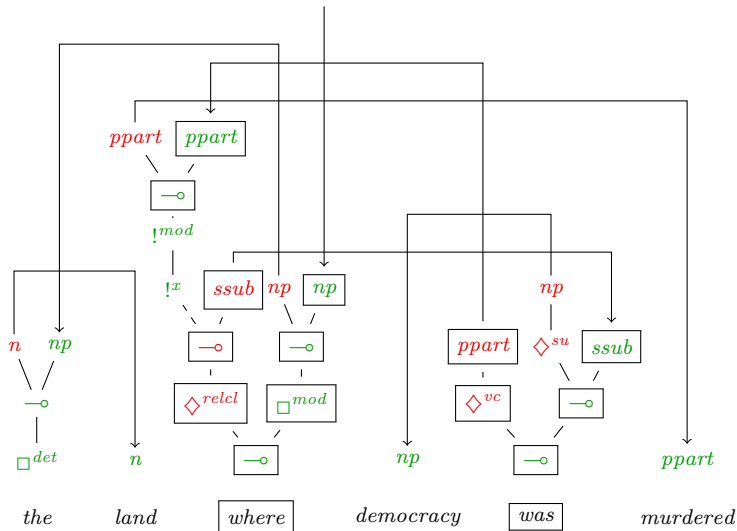 ppart ppart
⊸
!mod
!x ssub np np np
n np ⊸ ⊸ ppart ◇su ssub
⊸ ◇relcl □mod ◇vc ⊸
□det n ⊸ np ⊸ ppart
the land where democracy was murdered